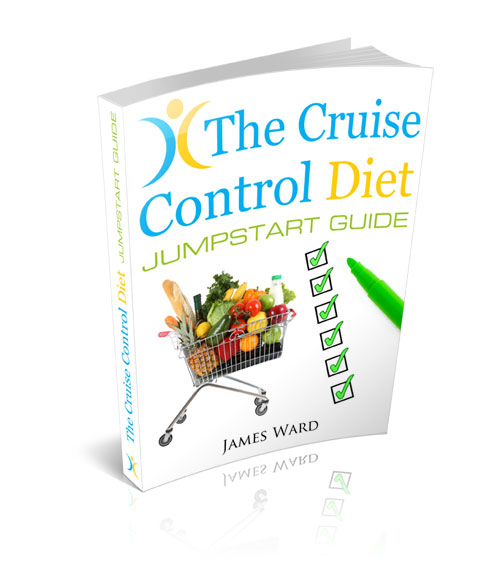 The Cruise
Control Diet
JUMPSTART GUIDE
JAMES WARD
The Cruise Control Diet JUMPSTART GUIDE